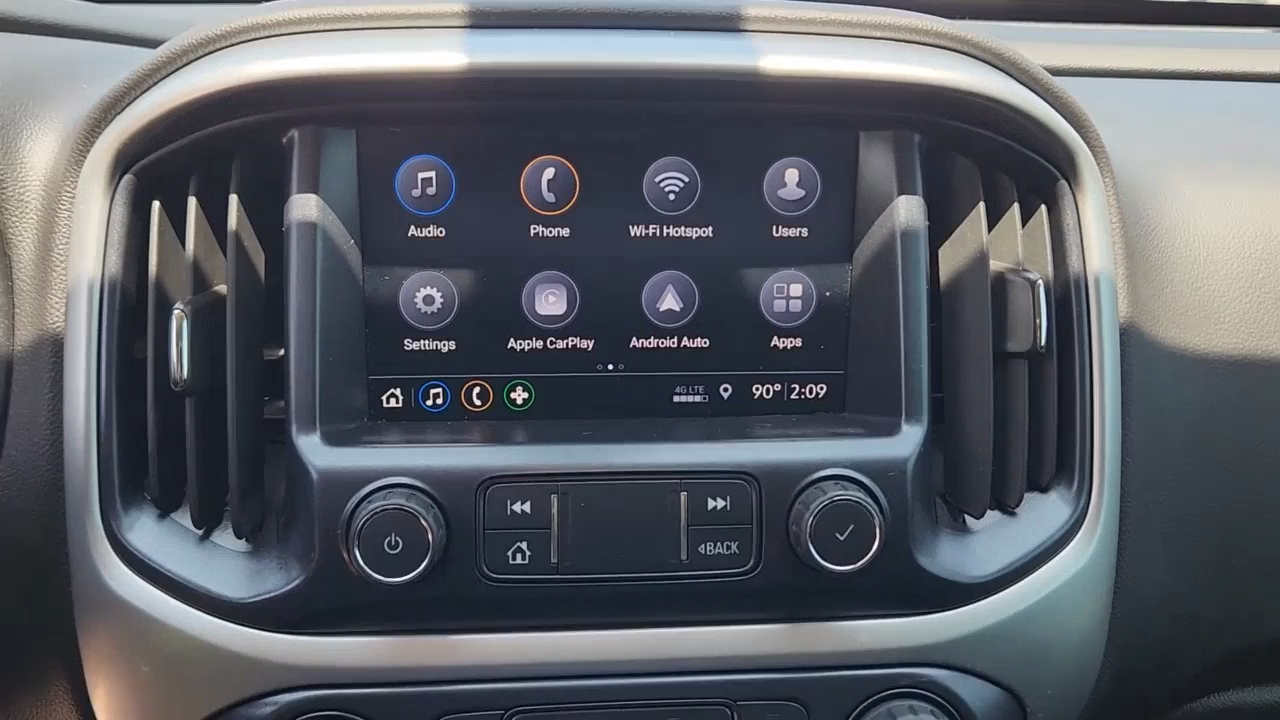 Audio Phone Wi-Fi Hotspot Users
Settings Apple CarPlay Android Auto Apps
4G LTE 90° 2:09
BACK